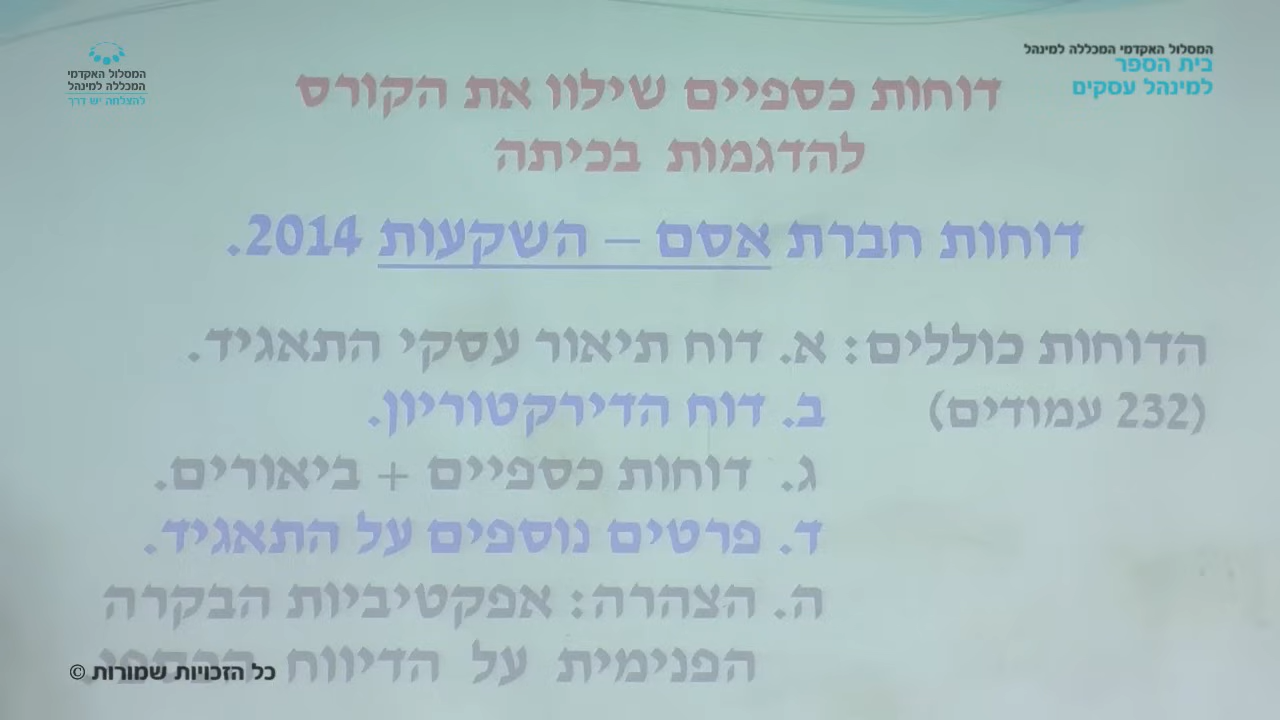 המסלול האקדמי המכללה למינהל
בית הספר
למינהל עסקים
המסלול האקדמי
המכללה למינהל
להצלחה יש דרך
דוחות כספיים שילוו את הקורס
להדגמות בכיתה
דוחות חברת אסם – השקעות 2014.
הדוחות כוללים: א. דוח תיאור עסקי התאגיד.
(232 עמודים) ב. דוח הדירקטוריון.
ג. דוחות כספיים + ביאורים.
ד. פרטים נוספים על התאגיד.
ה. הצהרה: אפקטיביות הבקרה
הפנימית על הדיווח הכספי.
כל הזכויות שמורות ©